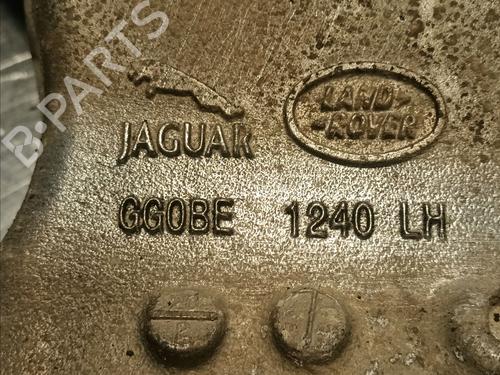 B-PARTS
JAGUAR
LAND-
-ROVER
GG0BE 1240 LH